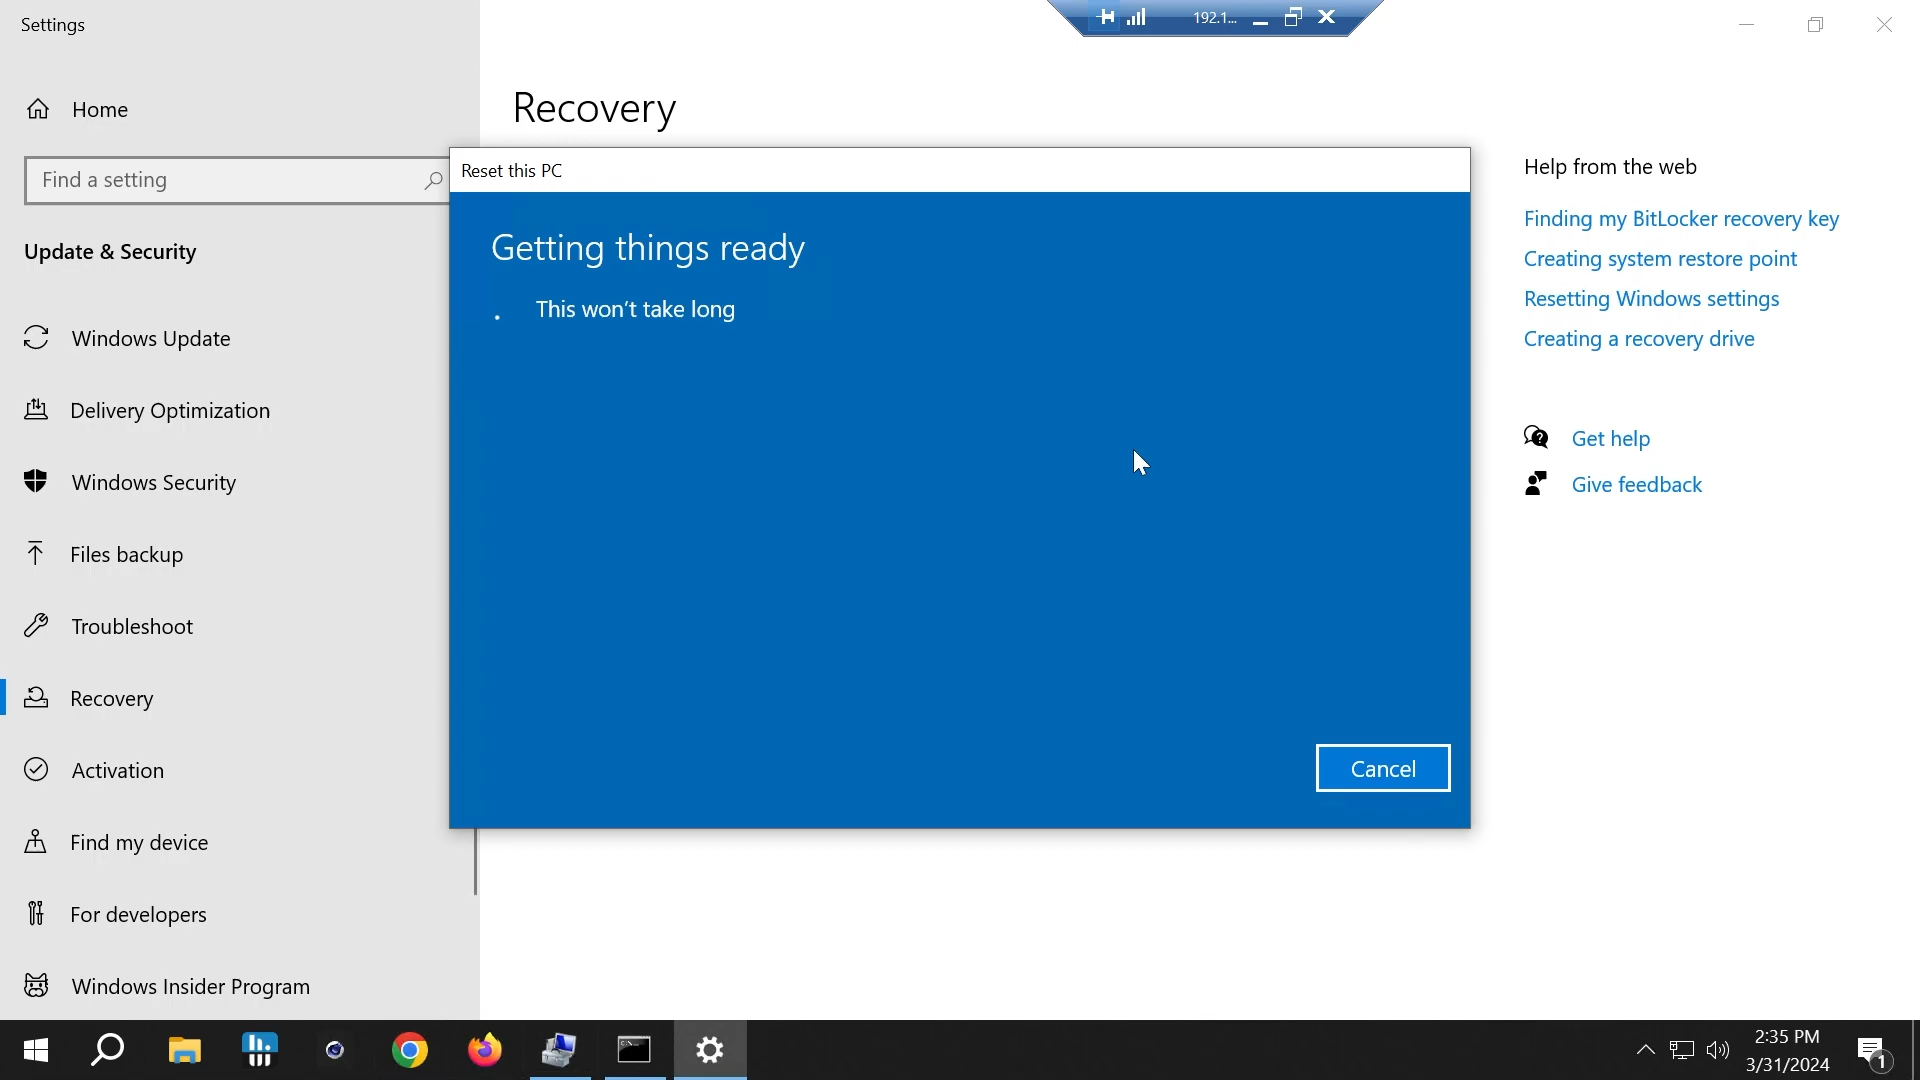 Settings
192.1...
Home
Find a setting
Update & Security
Windows Update
Delivery Optimization
Windows Security
Files backup
Troubleshoot
Recovery
Activation
Find my device
For developers
Windows Insider Program
Recovery
Reset this PC
Getting things ready
This won't take long
Cancel
Help from the web
Finding my BitLocker recovery key
Creating system restore point
Resetting Windows settings
Creating a recovery drive
Get help
Give feedback
2:35 PM
3/31/2024
1